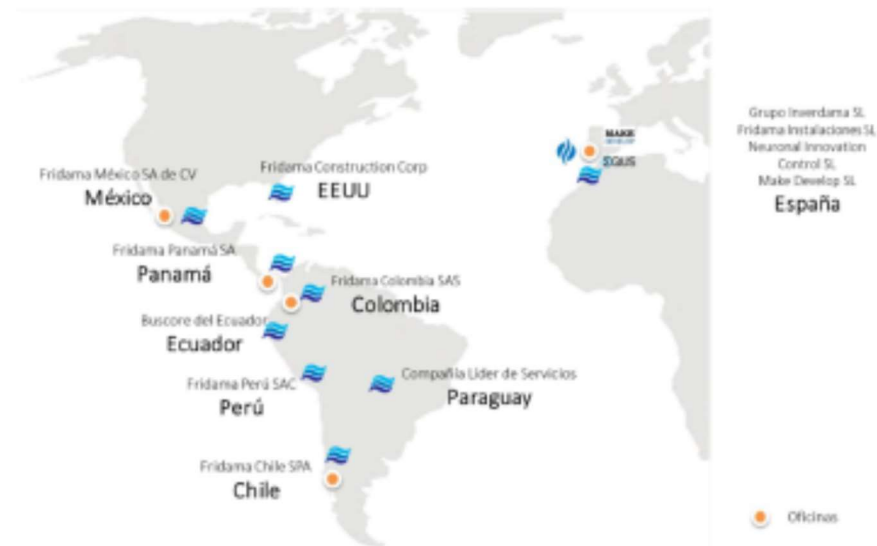 Grupo Inverdama SL
Fridama Instalaciones SL
Neuronal Innovation
Control SL
Make Develop SL
España
MAKE
Fridama México SA de CV
México
Fridama Construction Corp
EEUU
Fridama Panamá SA
Panamá
Fridama Colombia SAS
Colombia
Buscore del Ecuador
Ecuador
Fridama Perú SAC
Perú
Compañía Lider de Servicios
Paraguay
Fridama Chile SPA
Chile
Oficinas